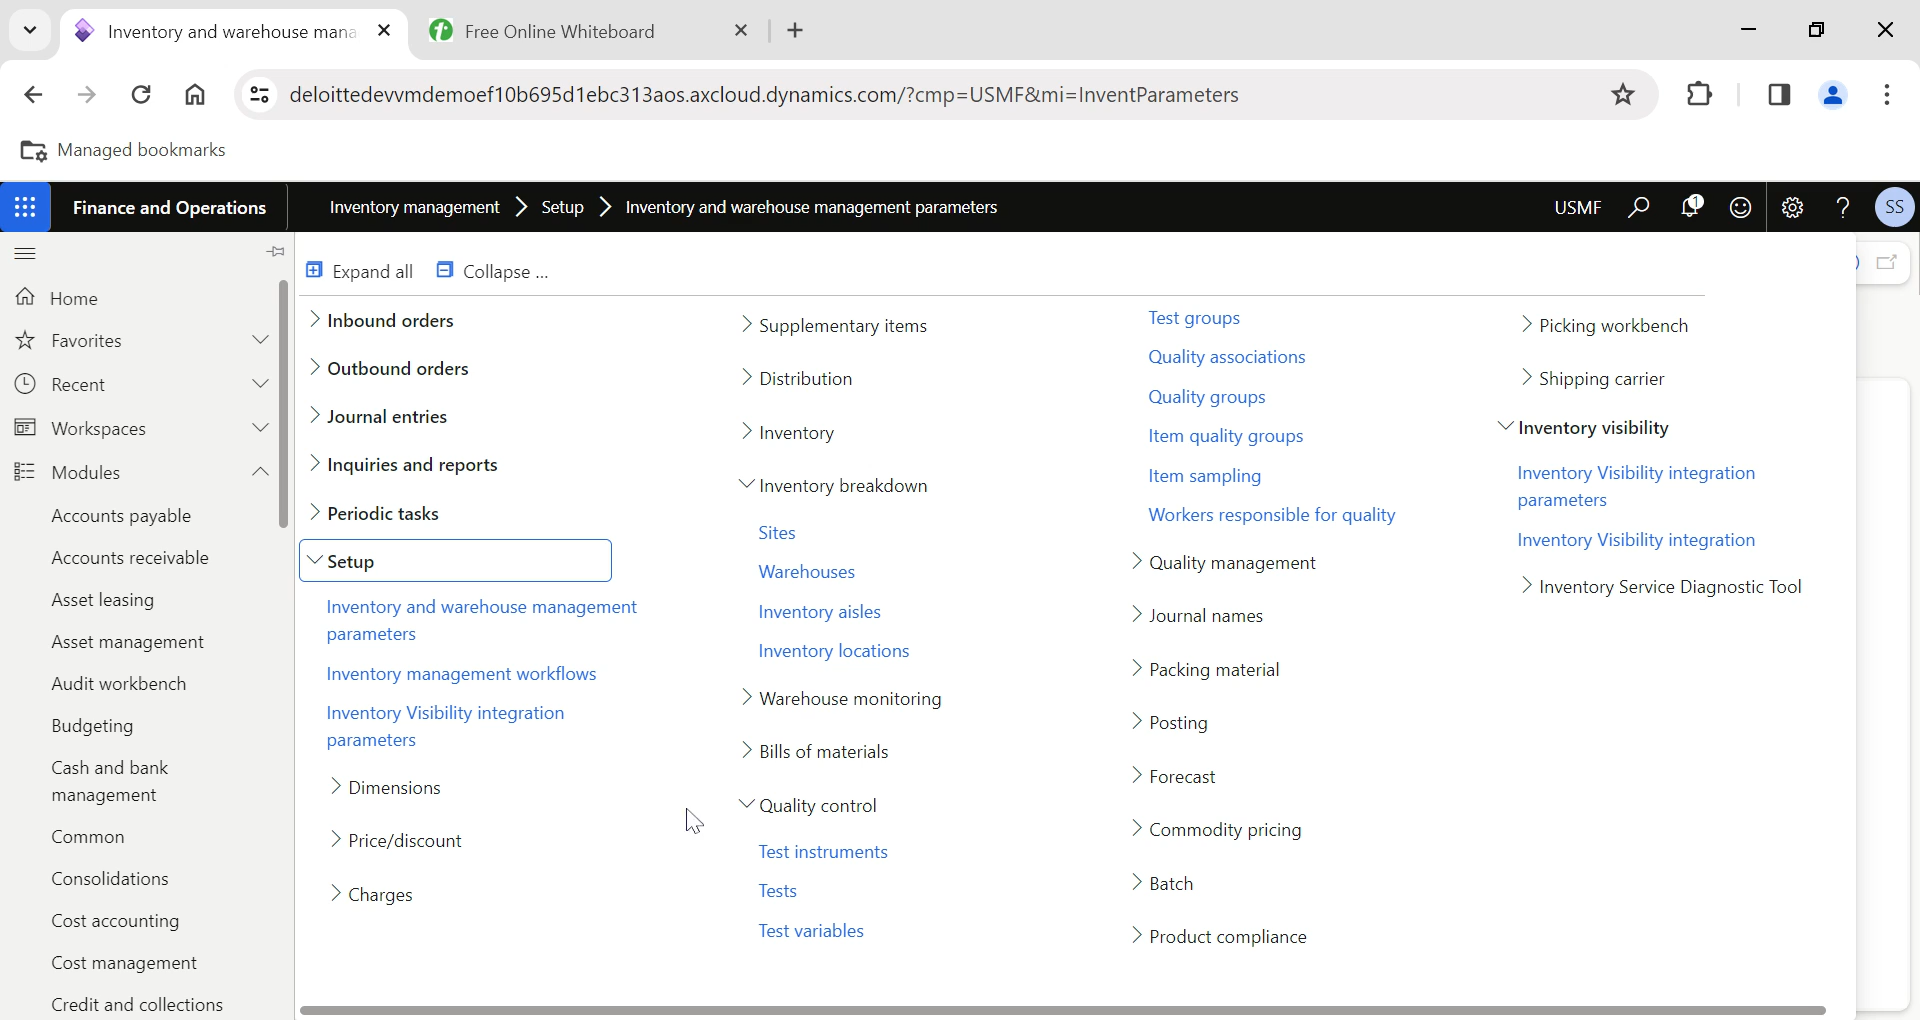 Inventory and warehouse mana
Free Online Whiteboard
deloittedevvmdemoef10b695d1ebc313aos.axcloud.dynamics.com/?cmp=USMF&mi=InventParameters
Managed bookmarks
Finance and Operations
Inventory management > Setup > Inventory and warehouse management parameters
USMF
1
?
SS
Expand all
Collapse ...
Home
Favorites
Recent
Workspaces
Modules
Accounts payable
Accounts receivable
Asset leasing
Asset management
Audit workbench
Budgeting
Cash and bank
management
Common
Consolidations
Cost accounting
Cost management
Credit and collections
Inbound orders
Outbound orders
Journal entries
Inquiries and reports
Periodic tasks
Setup
Inventory and warehouse management
parameters
Inventory management workflows
Inventory Visibility integration
parameters
Dimensions
Price/discount
Charges
Supplementary items
Distribution
Inventory
Inventory breakdown
Sites
Warehouses
Inventory aisles
Inventory locations
Warehouse monitoring
Bills of materials
Quality control
Test instruments
Tests
Test variables
Test groups
Quality associations
Quality groups
Item quality groups
Item sampling
Workers responsible for quality
Quality management
Journal names
Packing material
Posting
Forecast
Commodity pricing
Batch
Product compliance
Picking workbench
Shipping carrier
Inventory visibility
Inventory Visibility integration
parameters
Inventory Visibility integration
Inventory Service Diagnostic Tool